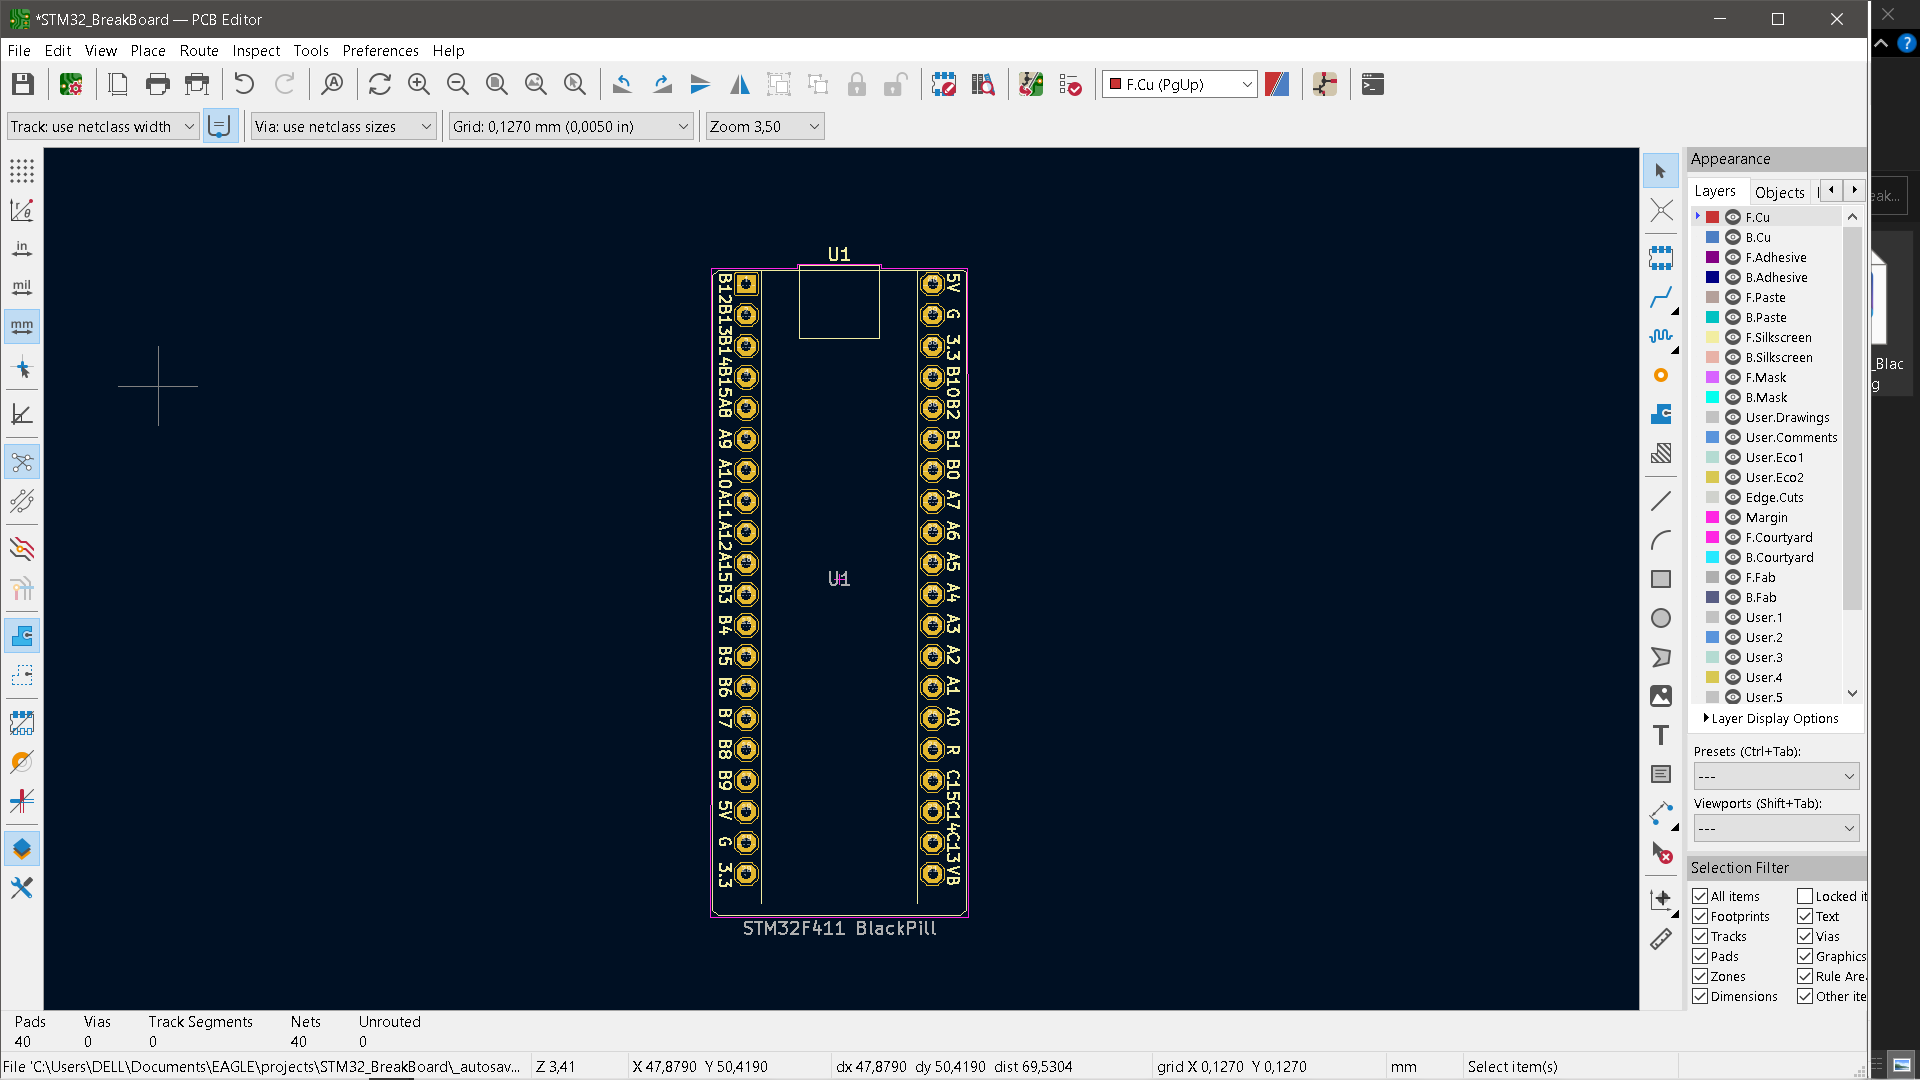 *STM32_BreakBoard — PCB Editor
File Edit View Place Route Inspect Tools Preferences Help
F.Cu (PgUp)
Track: use netclass width
Via: use netclass sizes
Grid: 0,1270 mm (0,0050 in)
Zoom 3,50
in
mil
mm
U1
B12
B13
B14
B15
A8
A9
A10
A11
A12
A15
B3
B4
B5
B6
B7
B8
B9
5V
G
3.3
5V
G
3.3
B10
B2
B1
B0
A7
A6
A5
A4
A3
A2
A1
A0
R
C15
C14
C13
VB
U1
STM32F411 BlackPill
Appearance
Layers Objects
F.Cu
B.Cu
F.Adhesive
B.Adhesive
F.Paste
B.Paste
F.Silkscreen
B.Silkscreen
F.Mask
B.Mask
User.Drawings
User.Comments
User.Eco1
User.Eco2
Edge.Cuts
Margin
F.Courtyard
B.Courtyard
F.Fab
B.Fab
User.1
User.2
User.3
User.4
User.5
Layer Display Options
Presets (Ctrl+Tab):
---
Viewports (Shift+Tab):
---
Selection Filter
All items Locked it
Footprints Text
Tracks Vias
Pads Graphics
Zones Rule Are
Dimensions Other ite
Pads Vias Track Segments Nets Unrouted
40 0 0 40 0
File 'C:\Users\DELL\Documents\EAGLE\projects\STM32_BreakBoard\_autosav... Z 3,41 X 47,8790 Y 50,4190 dx 47,8790 dy 50,4190 dist 69,5304 grid X 0,1270 Y 0,1270 mm Select item(s)
eak...
_Blac
g